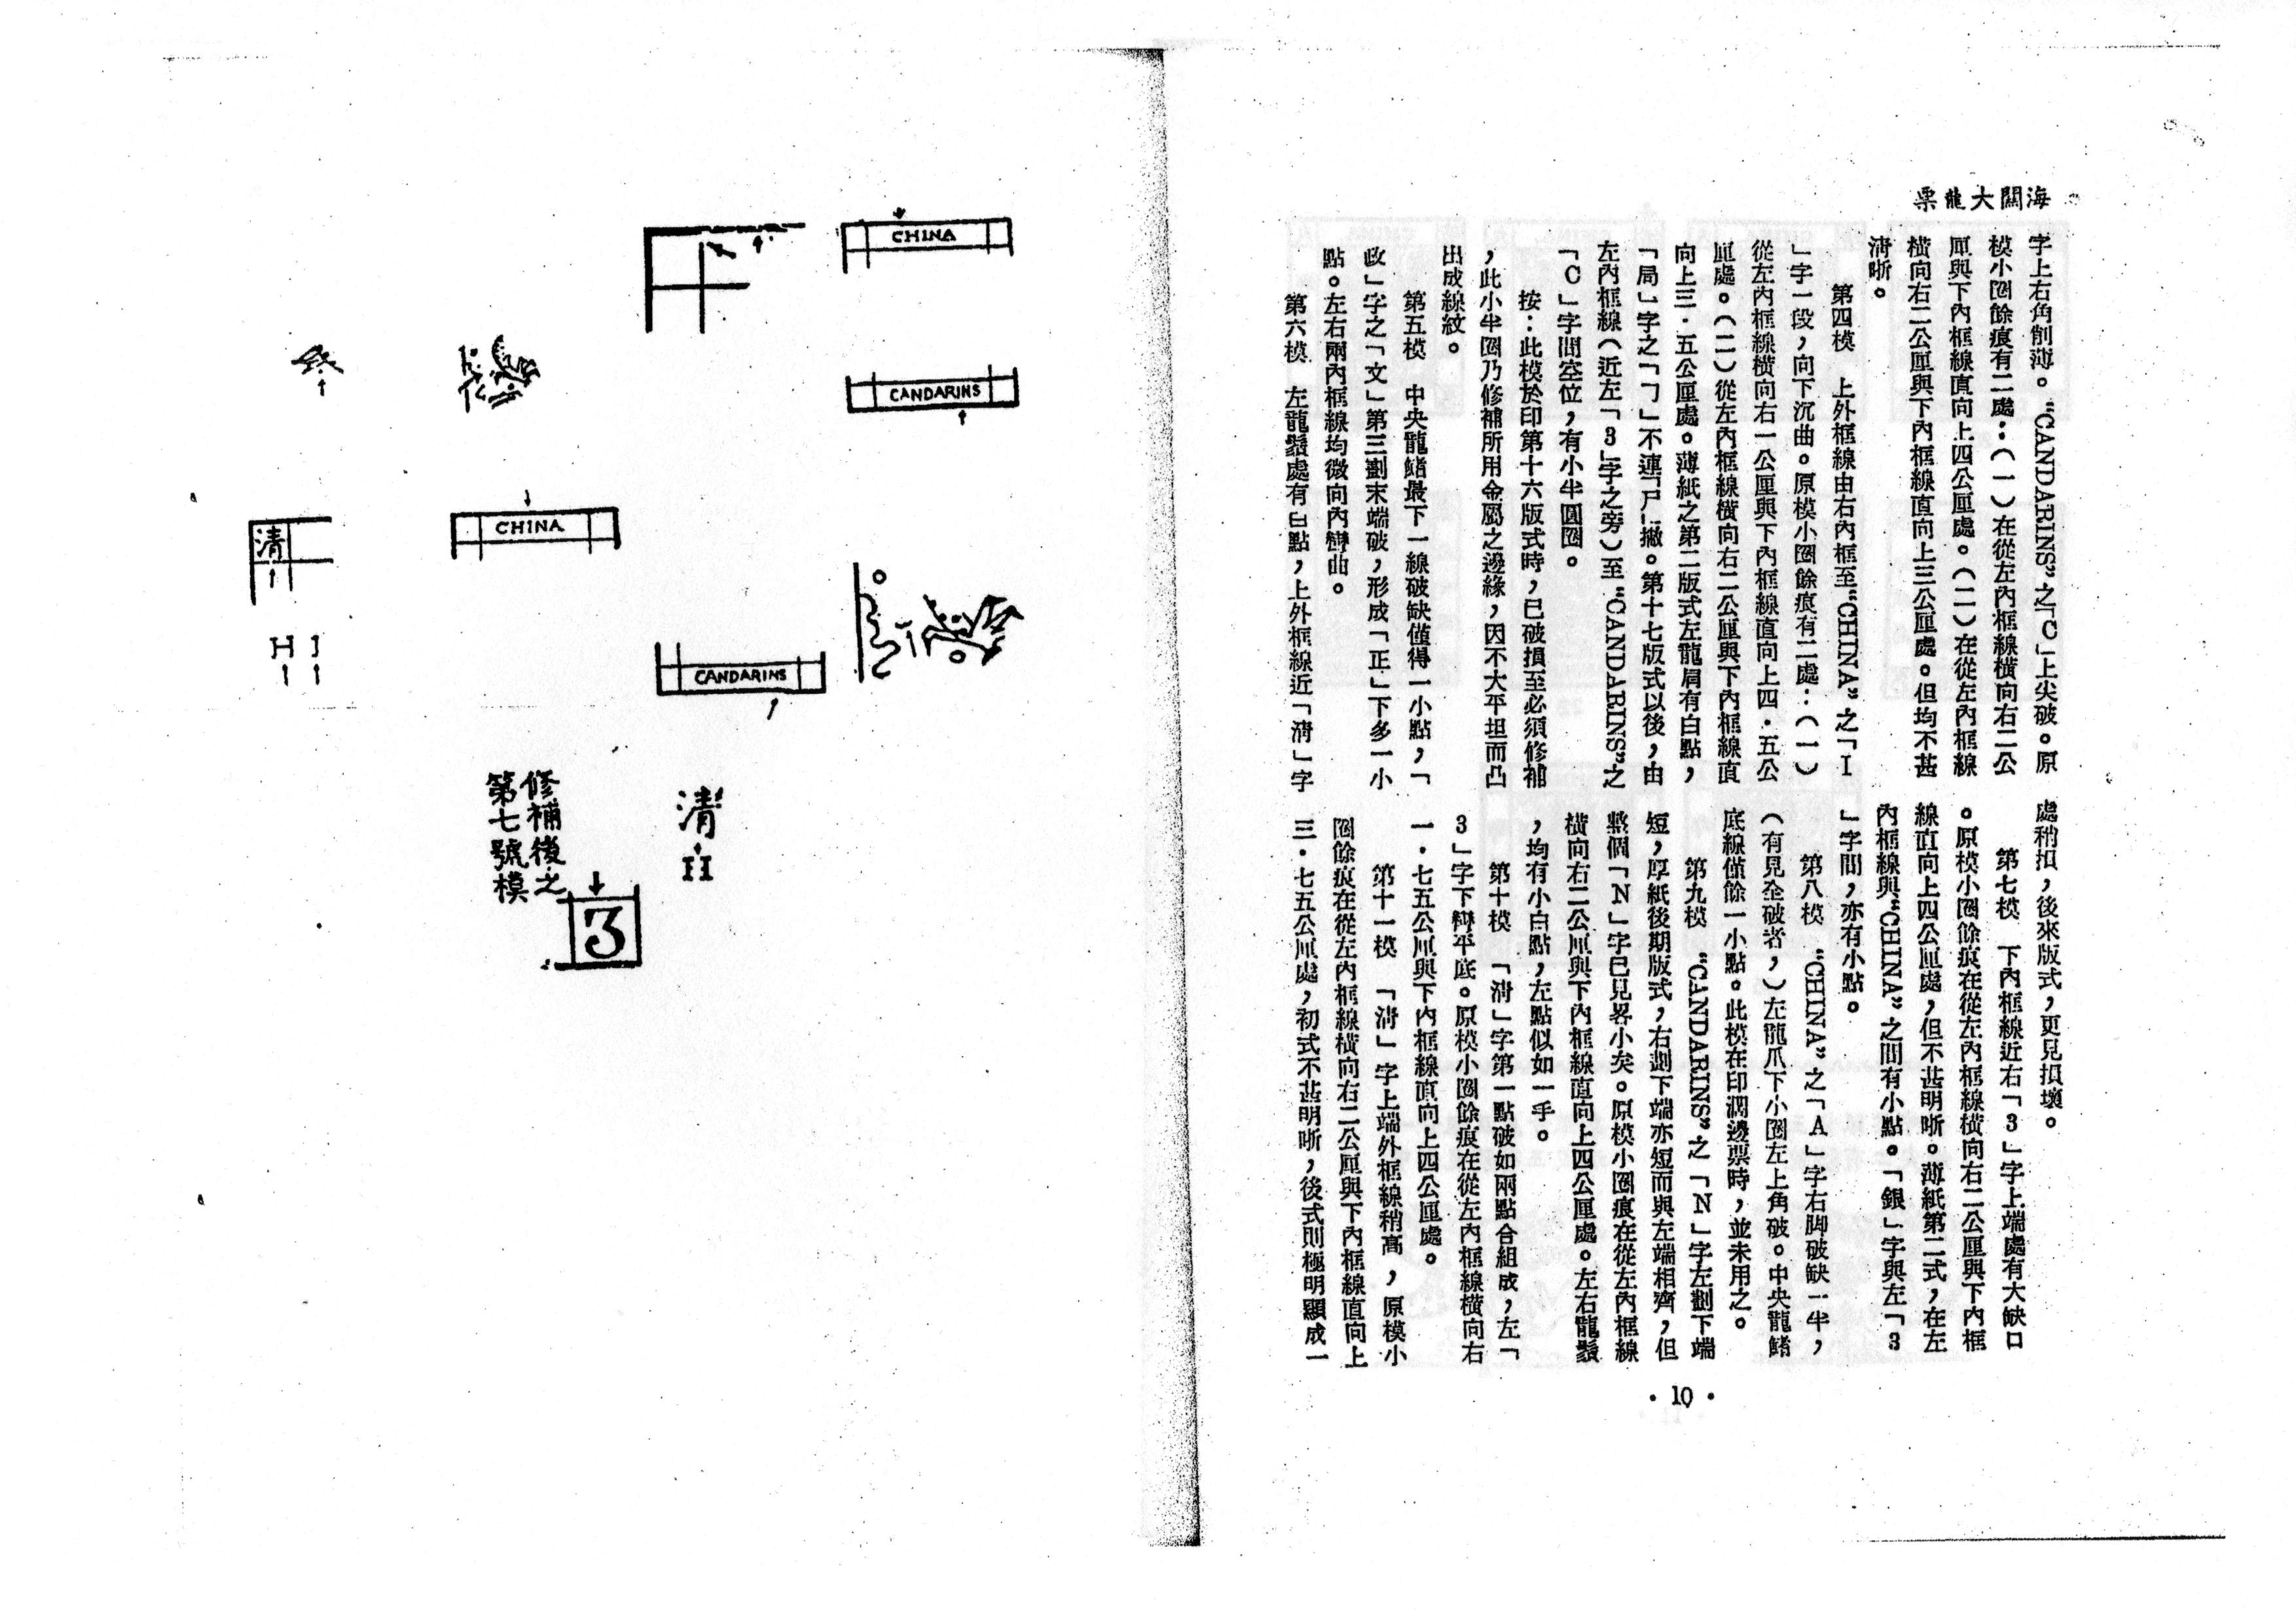 海關大龍票
字上右角削薄。“CANDARINS”之「C」上尖破。原
模小圈餘痕有二處：（一）在從左內框線橫向右二公
厘與下內框線直向上四公厘處。（二）在從左內框線
橫向右二公厘與下內框線直向上三公厘處。但均不甚
清晰。
第四模　上外框線由右內框至“CHINA”之「I
」字一段，向下沉曲。原模小圈餘痕有二處：（一）
從左內框線橫向右一公厘與下內框線直向上四・五公
厘處。（二）從左內框線橫向右二公厘與下內框線直
向上三・五公厘處。薄紙之第二版式左龍肩有白點，
「局」字之「㇆」不連「尸」撇。第十七版式以後，由
左內框線（近左「3」字之旁）至“CANDARINS”之
「C」字間空位，有小半圓圈。
按：此模於印第十六版式時，已破損至必須修補
，此小半圈乃修補所用金屬之邊緣，因不大平坦而凸
出成線紋。
第五模　中央龍鰭最下一線破缺僅得一小點，「
政」字之「文」第三劃末端破，形成「正」下多一小
點。左右兩內框線均微向內彎曲。
第六模　左龍鬚處有白點，上外框線近「清」字
處稍損，後來版式，更見損壞。
第七模　下內框線近右「3」字上端處有大缺口
。原模小圈餘痕在從左內框線橫向右二公厘與下內框
線直向上四公厘處，但不甚明晰。薄紙第二式，在左
內框線與“CHINA”之間有小點。「銀」字與左「3
」字間，亦有小點。
第八模　“CHINA”之「A」字右脚破缺一半，
（有見全破者，）左龍爪下小圈左上角破。中央龍鰭
底線僅餘一小點。此模在印濶邊票時，並未用之。
第九模　“CANDARINS”之「N」字左劃下端
短，厚紙後期版式，右劃下端亦短而與左端相齊，但
整個「N」字已見畧小矣。原模小圈痕在從左內框線
橫向右二公厘與下內框線直向上四公厘處。左右龍鬚
，均有小白點，左點似如一手。
第十模　「清」字第一點破如兩點合組成，左「
3」字下彎平底。原模小圈餘痕在從左內框線橫向右
一・七五公厘與下內框線直向上四公厘處。
第十一模　「清」字上端外框線稍高，原模小
圈餘痕在從左內框線橫向右二公厘與下內框線直向上
三・七五公厘處，初式不甚明晰，後式則極明顯成一
・10・
CHINA
CANDARINS
CANDARINS
清
H
CHINA
修補後之
第七號模
3
清
H I